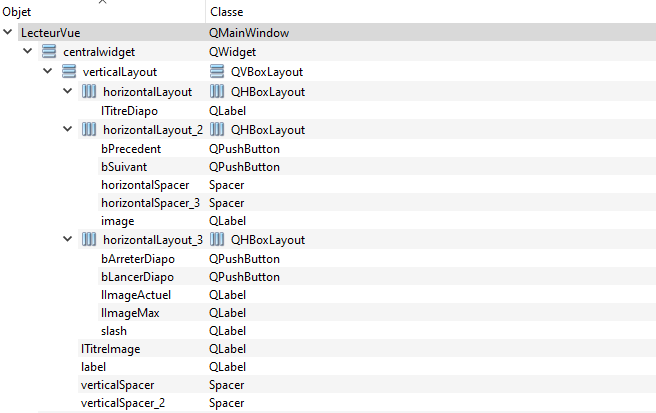 Objet Classe
LecteurVue QMainWindow
centralwidget QWidget
verticalLayout QVBoxLayout
horizontalLayout QHBoxLayout
lTitreDiapo QLabel
horizontalLayout_2 QHBoxLayout
bPrecedent QPushButton
bSuivant QPushButton
horizontalSpacer Spacer
horizontalSpacer_3 Spacer
image QLabel
horizontalLayout_3 QHBoxLayout
bArreterDiapo QPushButton
bLancerDiapo QPushButton
lImageActuel QLabel
lImageMax QLabel
slash QLabel
lTitreImage QLabel
label QLabel
verticalSpacer Spacer
verticalSpacer_2 Spacer